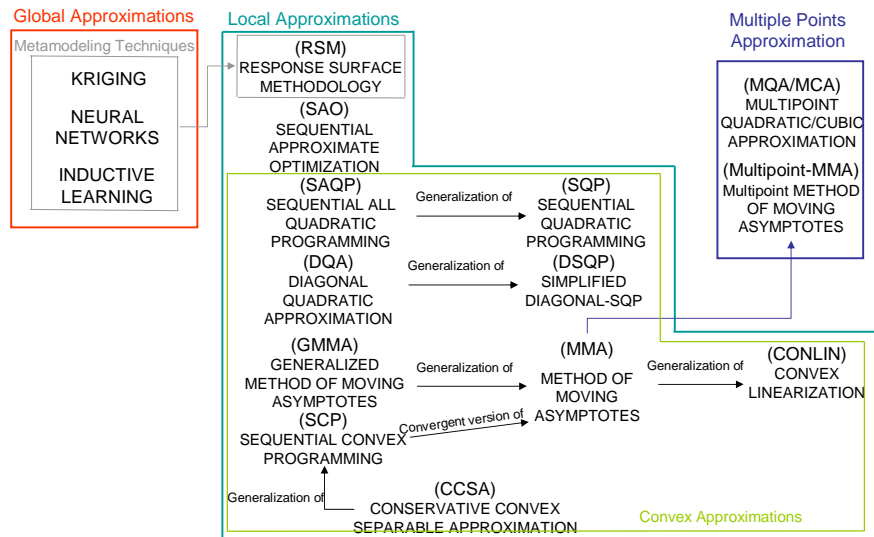 Global Approximations
Metamodeling Techniques
KRIGING
NEURAL
NETWORKS
INDUCTIVE
LEARNING
Local Approximations
(RSM)
RESPONSE SURFACE
METHODOLOGY
(SAO)
SEQUENTIAL
APPROXIMATE
OPTIMIZATION
Multiple Points
Approximation
(MQA/MCA)
MULTIPOINT
QUADRATIC/CUBIC
APPROXIMATION
(Multipoint-MMA)
Multipoint METHOD
OF MOVING
ASYMPTOTES
(SAQP)
SEQUENTIAL ALL
QUADRATIC
PROGRAMMING
Generalization of
(SQP)
SEQUENTIAL
QUADRATIC
PROGRAMMING
(DQA)
DIAGONAL
QUADRATIC
APPROXIMATION
Generalization of
(DSQP)
SIMPLIFIED
DIAGONAL-SQP
(GMMA)
GENERALIZED
METHOD OF MOVING
ASYMPTOTES
Generalization of
(MMA)
METHOD OF
MOVING
ASYMPTOTES
Generalization of
(CONLIN)
CONVEX
LINEARIZATION
(SCP)
SEQUENTIAL CONVEX
PROGRAMMING
Convergent version of
Generalization of
(CCSA)
CONSERVATIVE CONVEX
SEPARABLE APPROXIMATION
Convex Approximations